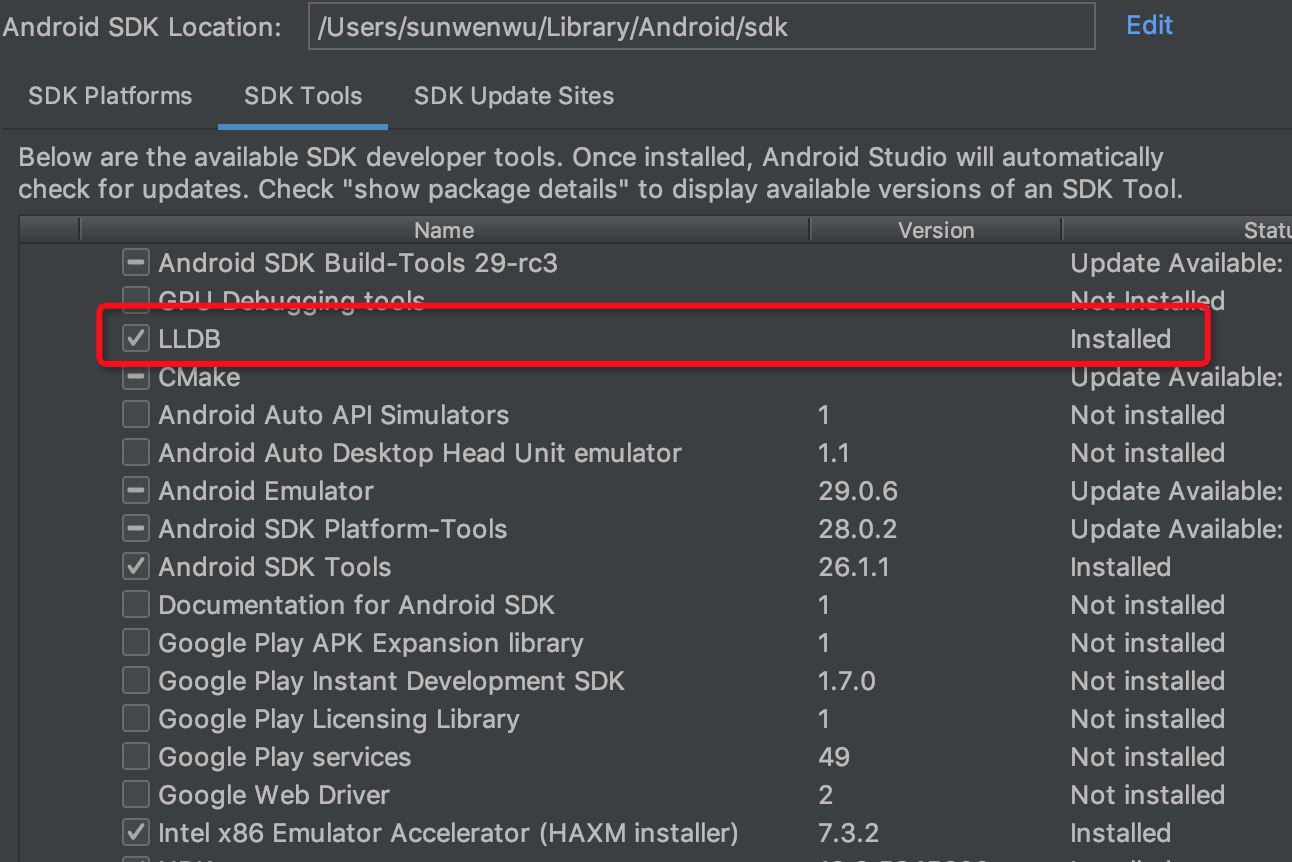 Android SDK Location: /Users/sunwenwu/Library/Android/sdk Edit
SDK Platforms SDK Tools SDK Update Sites
Below are the available SDK developer tools. Once installed, Android Studio will automatically
check for updates. Check "show package details" to display available versions of an SDK Tool.
Name Version Statu
Android SDK Build-Tools 29-rc3 Update Available:
GPU Debugging tools Not Installed
LLDB Installed
CMake Update Available:
Android Auto API Simulators 1 Not installed
Android Auto Desktop Head Unit emulator 1.1 Not installed
Android Emulator 29.0.6 Update Available:
Android SDK Platform-Tools 28.0.2 Update Available:
Android SDK Tools 26.1.1 Installed
Documentation for Android SDK 1 Not installed
Google Play APK Expansion library 1 Not installed
Google Play Instant Development SDK 1.7.0 Not installed
Google Play Licensing Library 1 Not installed
Google Play services 49 Not installed
Google Web Driver 2 Not installed
Intel x86 Emulator Accelerator (HAXM installer) 7.3.2 Installed